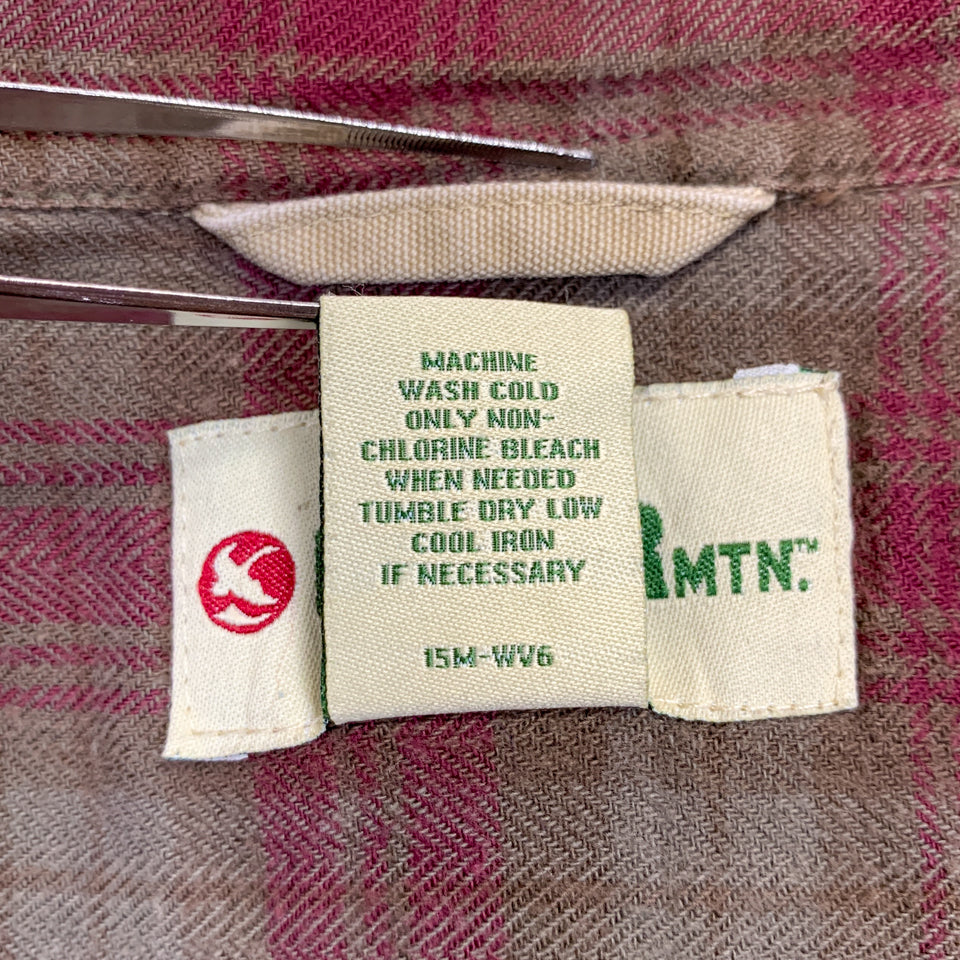 MACHINE
WASH COLD
ONLY NON-
CHLORINE BLEACH
WHEN NEEDED
TUMBLE DRY LOW
COOL IRON
IF NECESSARY
15M-WV6
MTN.™